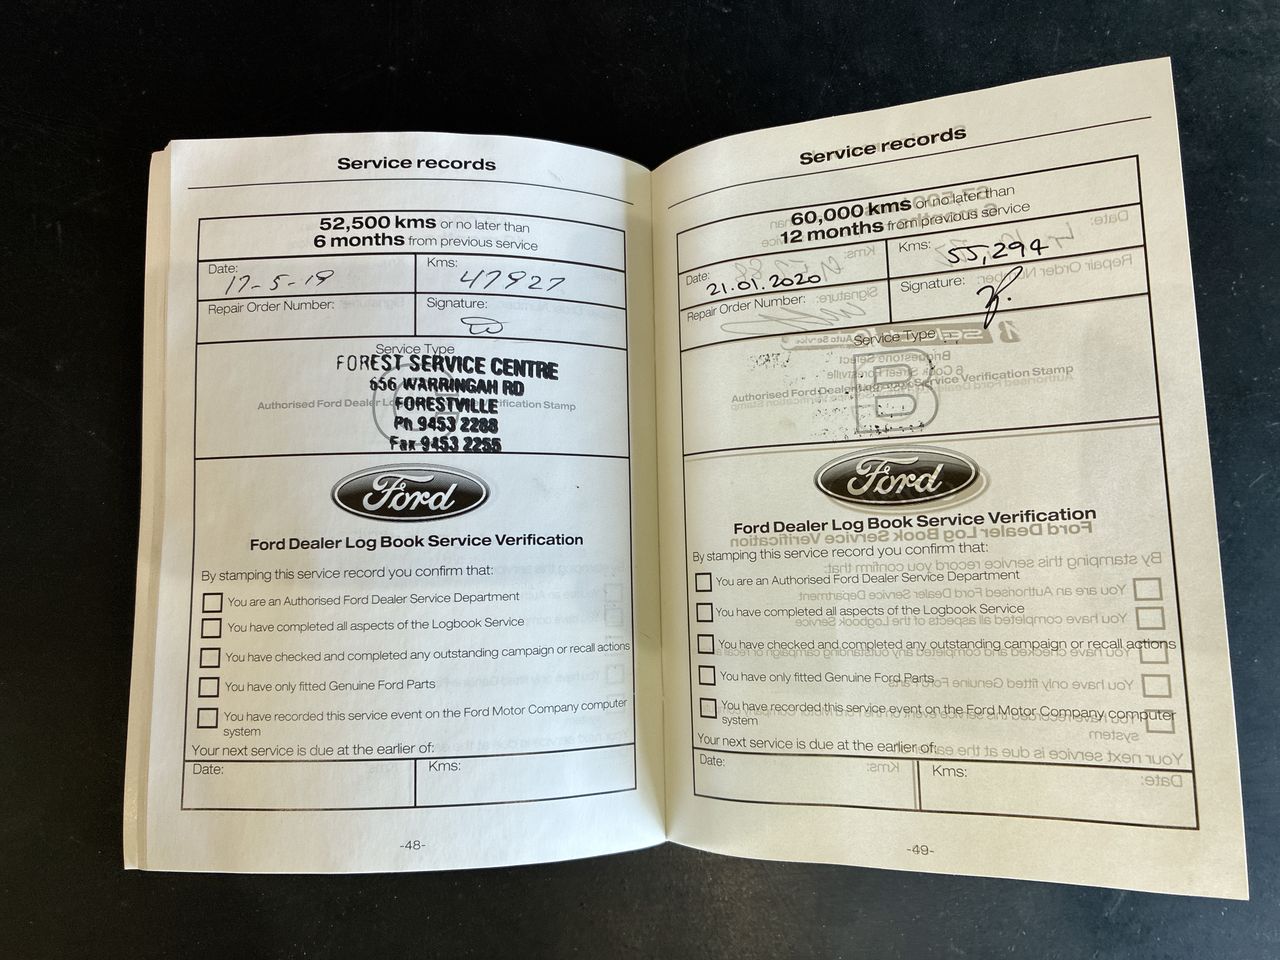 Service records
52,500 kms or no later than
6 months from previous service
Date: 17-5-19
Kms: 47927
Repair Order Number:
Signature:
Service Type
FOREST SERVICE CENTRE
656 WARRINGAH RD
FORESTVILLE
Ph 9453 2288
Fax 9453 2255
Authorised Ford Dealer Verification Stamp
Ford
Ford Dealer Log Book Service Verification
By stamping this service record you confirm that:
You are an Authorised Ford Dealer Service Department
You have completed all aspects of the Logbook Service
You have checked and completed any outstanding campaign or recall actions
You have only fitted Genuine Ford Parts
You have recorded this service event on the Ford Motor Company computer
system
Your next service is due at the earlier of:
Date:
Kms:
-48-
Service records
60,000 kms or no later than
12 months from previous service
Date: 21.01.2020
Kms: 55,294
Repair Order Number:
Signature:
Service Type
B
Authorised Ford Dealer Service Verification Stamp
Ford
Ford Dealer Log Book Service Verification
By stamping this service record you confirm that:
You are an Authorised Ford Dealer Service Department
You have completed all aspects of the Logbook Service
You have checked and completed any outstanding campaign or recall actions
You have only fitted Genuine Ford Parts
You have recorded this service event on the Ford Motor Company computer
system
Your next service is due at the earlier of:
Date:
Kms:
-49-